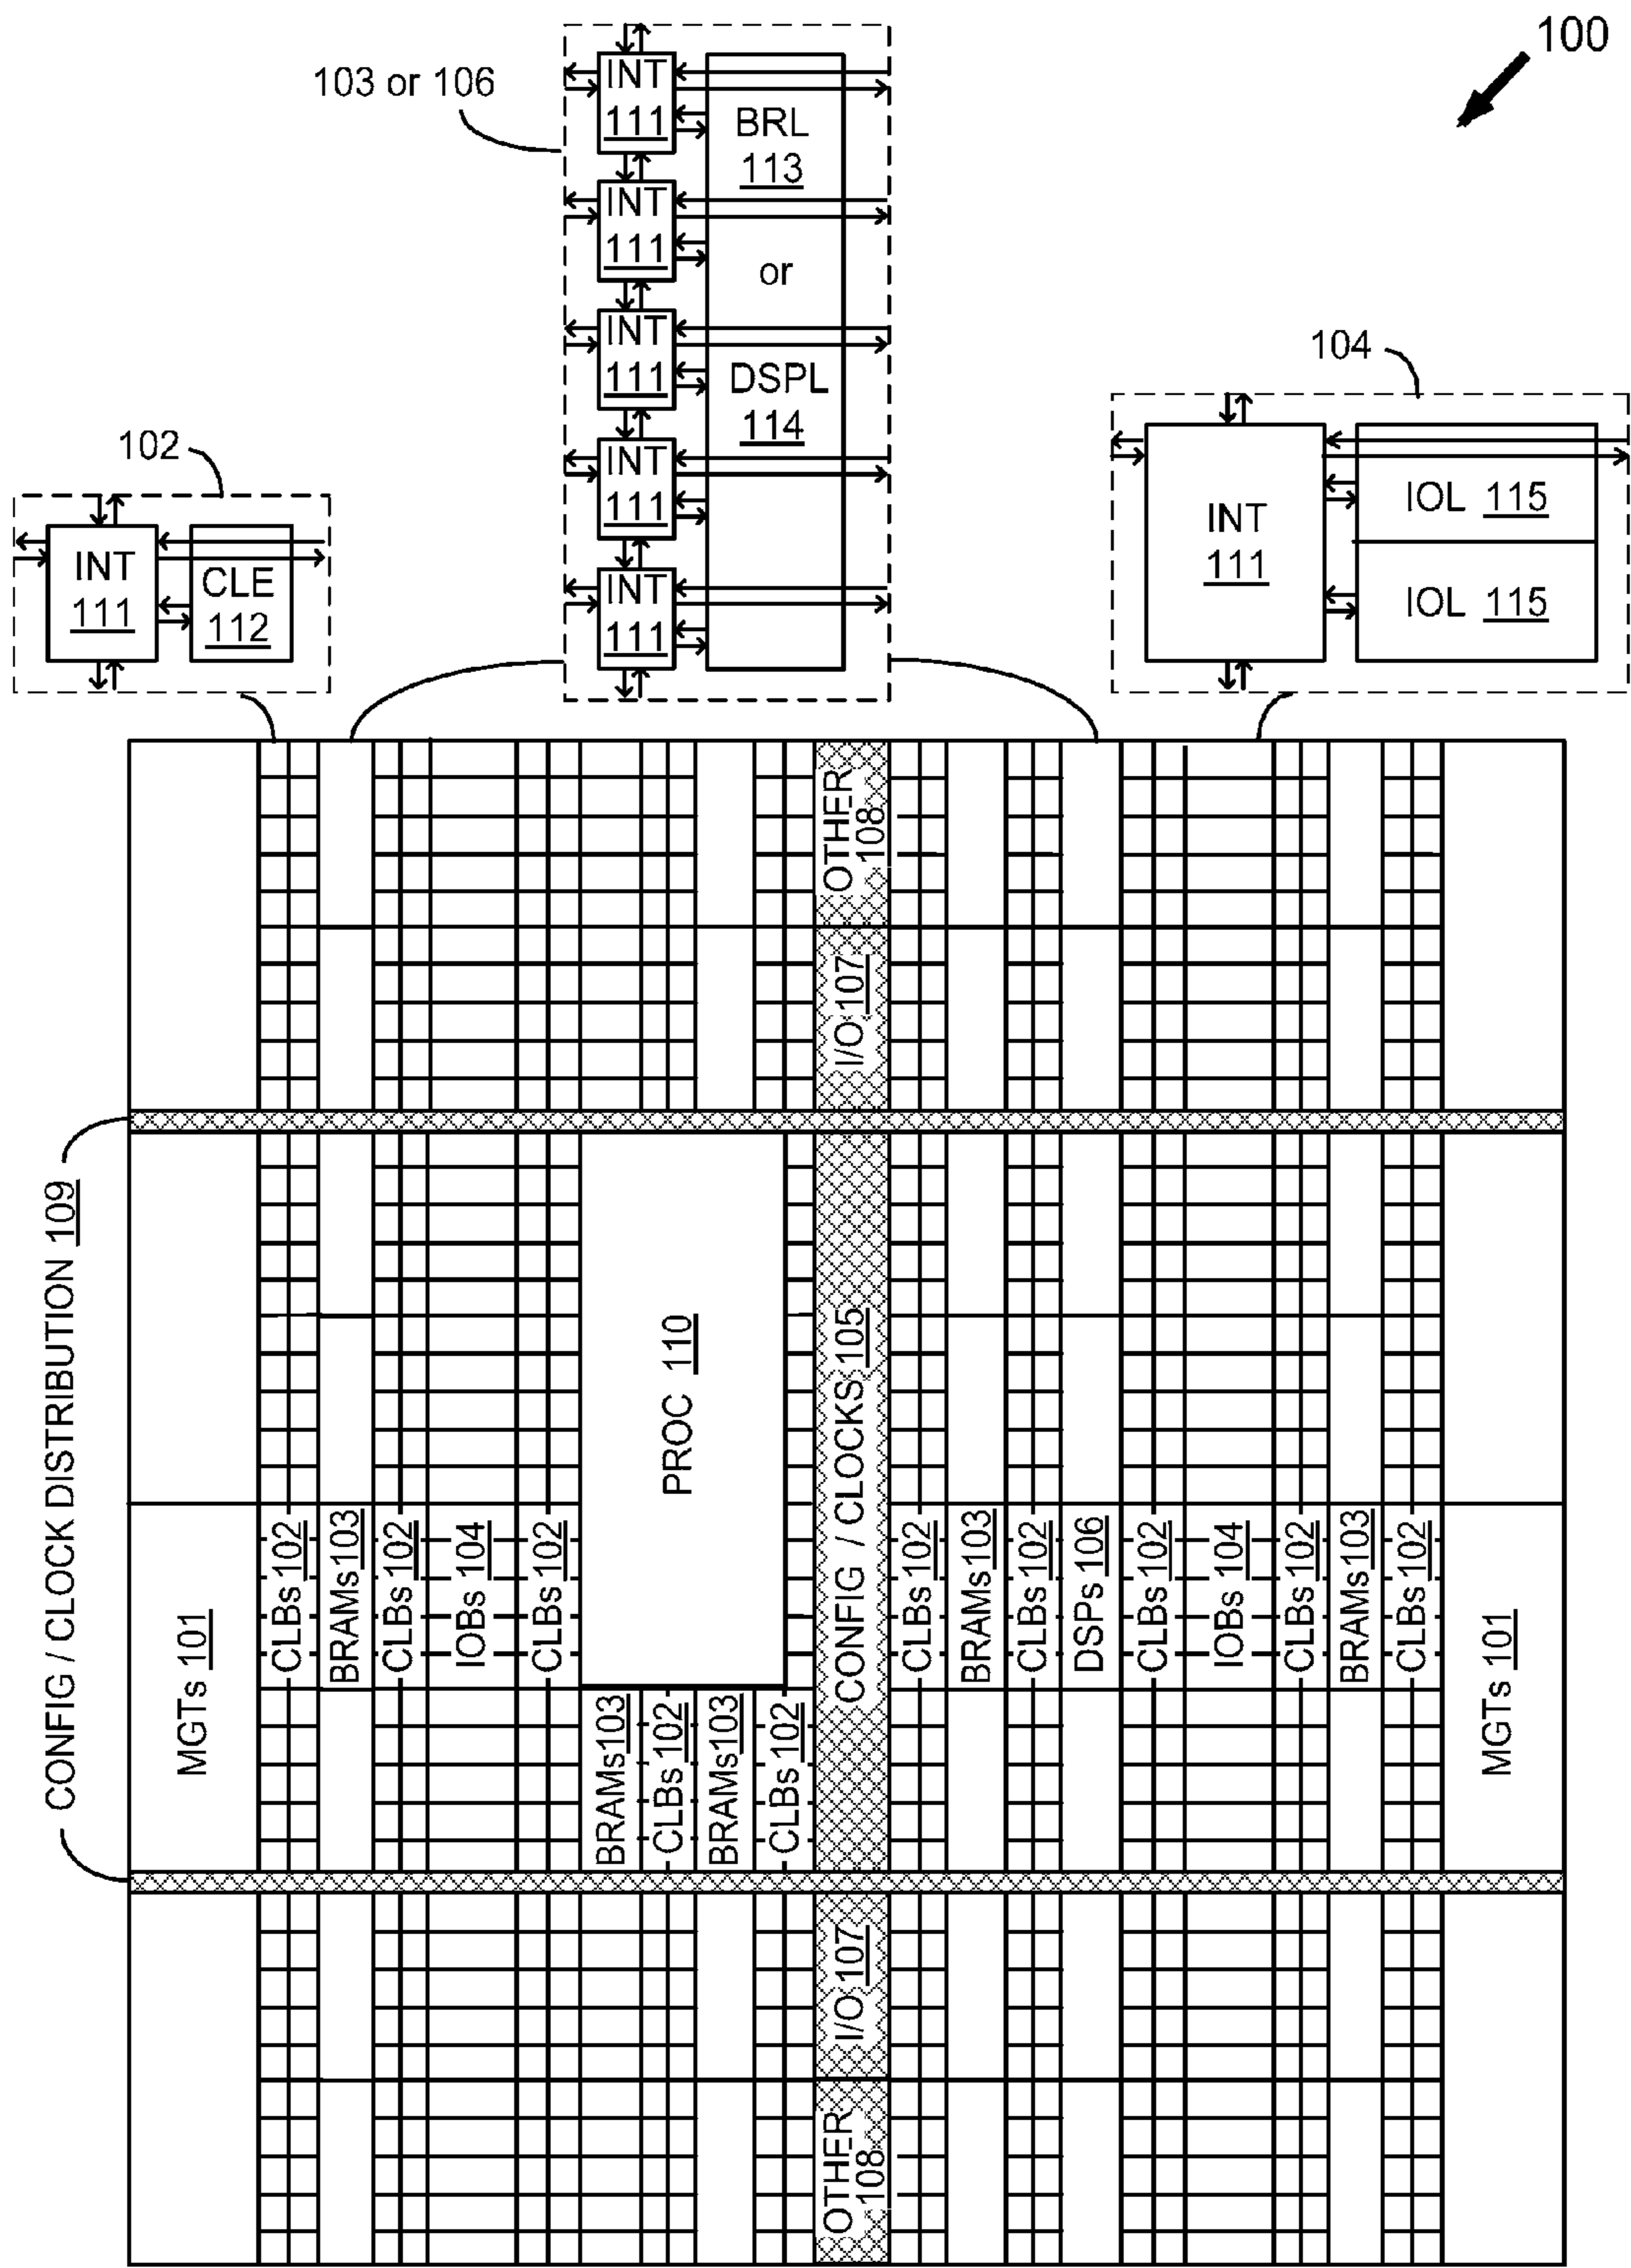 100
103 or 106
INT
111
INT
111
INT
111
INT
111
INT
111
BRL
113
or
DSPL
114
104
INT
111
IOL 115
IOL 115
102
INT
111
CLE
112
OTHER
108
I/O 107
CONFIG / CLOCK DISTRIBUTION 109
PROC 110
CONFIG / CLOCKS 105
MGTs 101
CLBs 102
BRAMs 103
CLBs 102
IOBs 104
CLBs 102
BRAMs 103
CLBs 102
BRAMs 103
CLBs 102
CLBs 102
BRAMs 103
CLBs 102
DSPs 106
CLBs 102
IOBs 104
CLBs 102
BRAMs 103
CLBs 102
MGTs 101
I/O 107
OTHER
108